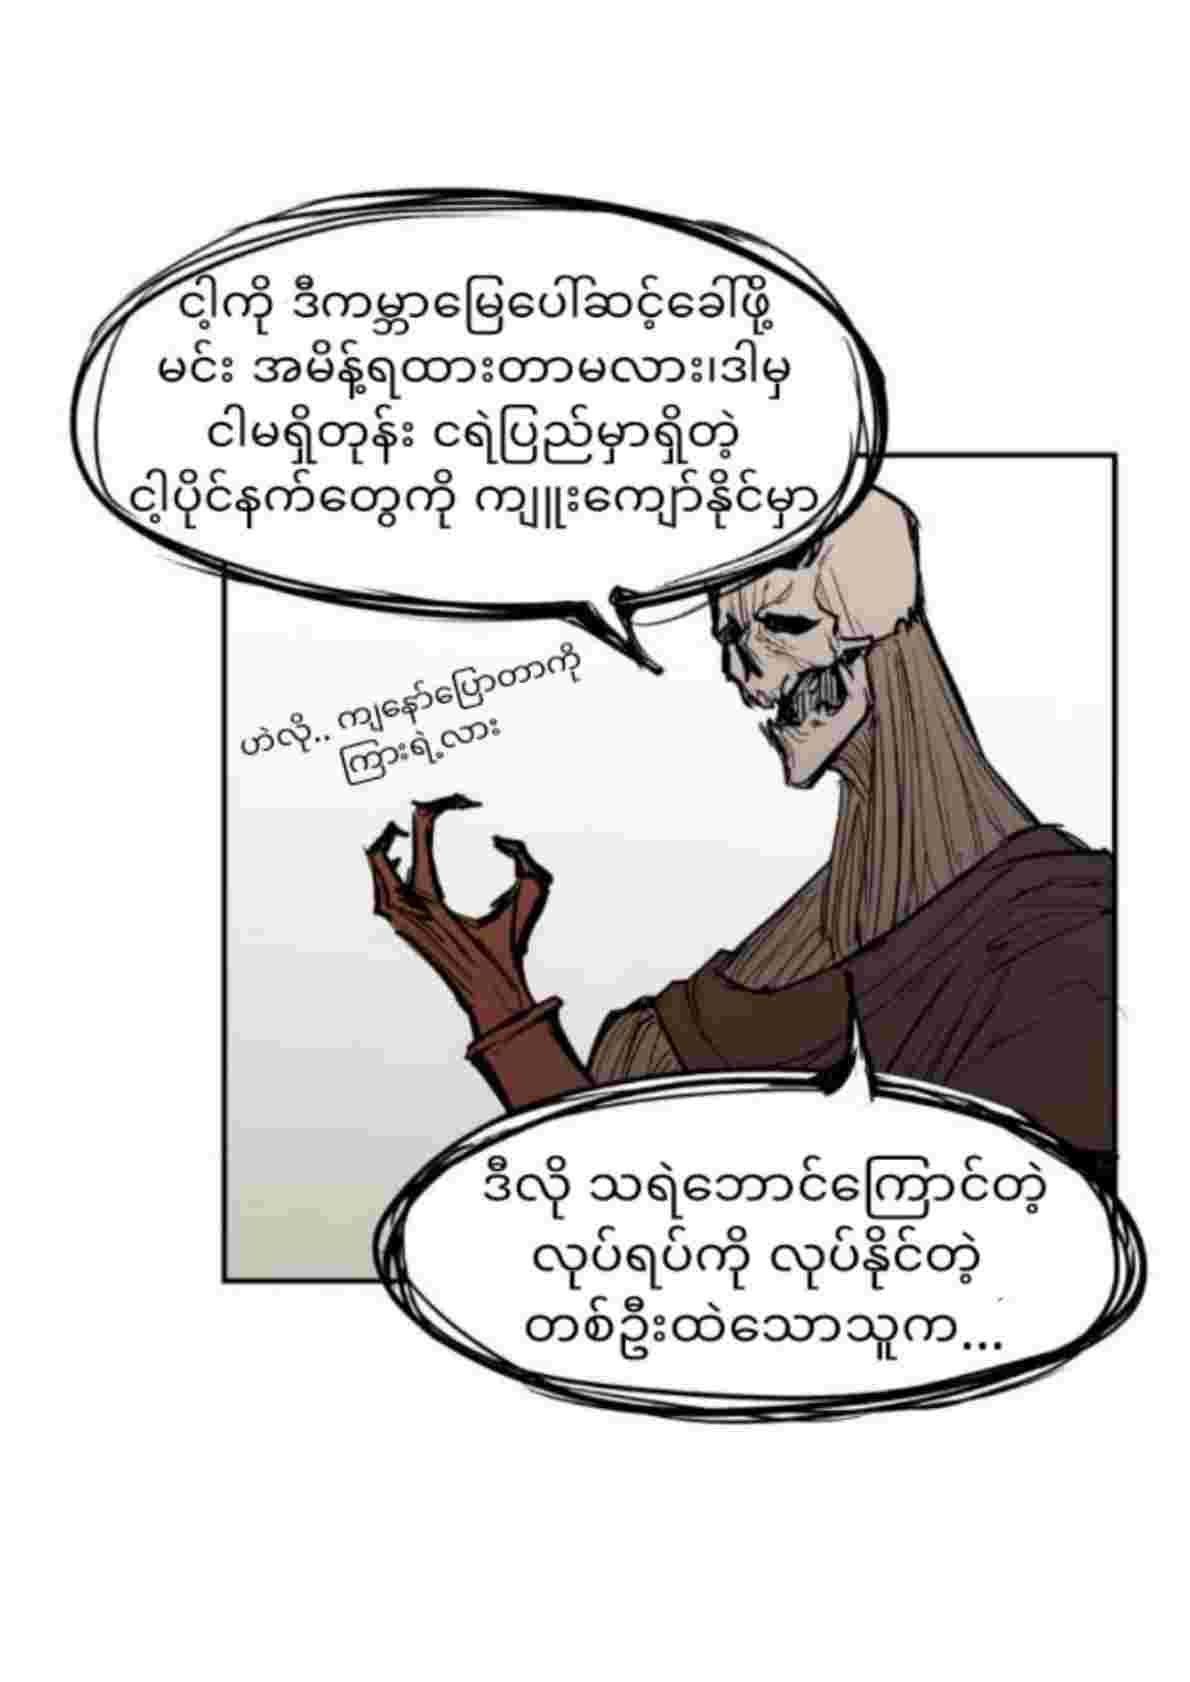 ငါ့ကို ဒီကမ္ဘာမြေပေါ်ဆင့်ခေါ်ဖို့
မင်း အမိန့်ရထားတာမလား၊ဒါမှ
ငါမရှိတုန်း ငရဲပြည်မှာရှိတဲ့
ငါ့ပိုင်နက်တွေကို ကျူးကျော်နိုင်မှာ
ဟဲလို.. ကျနော်ပြောတာကို
ကြားရဲ့လား
ဒီလို သရဲဘောင်ကြောင်တဲ့
လုပ်ရပ်ကို လုပ်နိုင်တဲ့
တစ်ဦးထဲသောသူက...